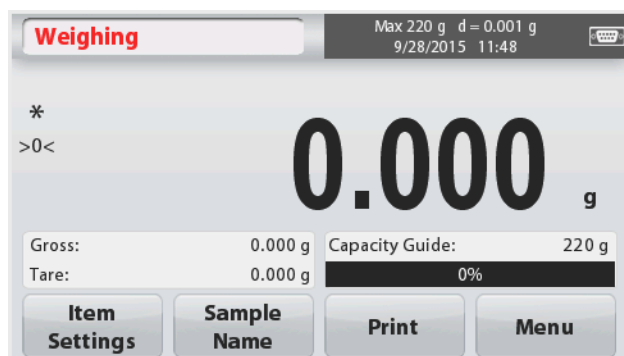 Weighing
Max 220 g d = 0.001 g
9/28/2015 11:48
*
>0<
0.000 g
Gross: 0.000 g
Tare: 0.000 g
Capacity Guide: 220 g
0%
Item
Settings
Sample
Name
Print
Menu